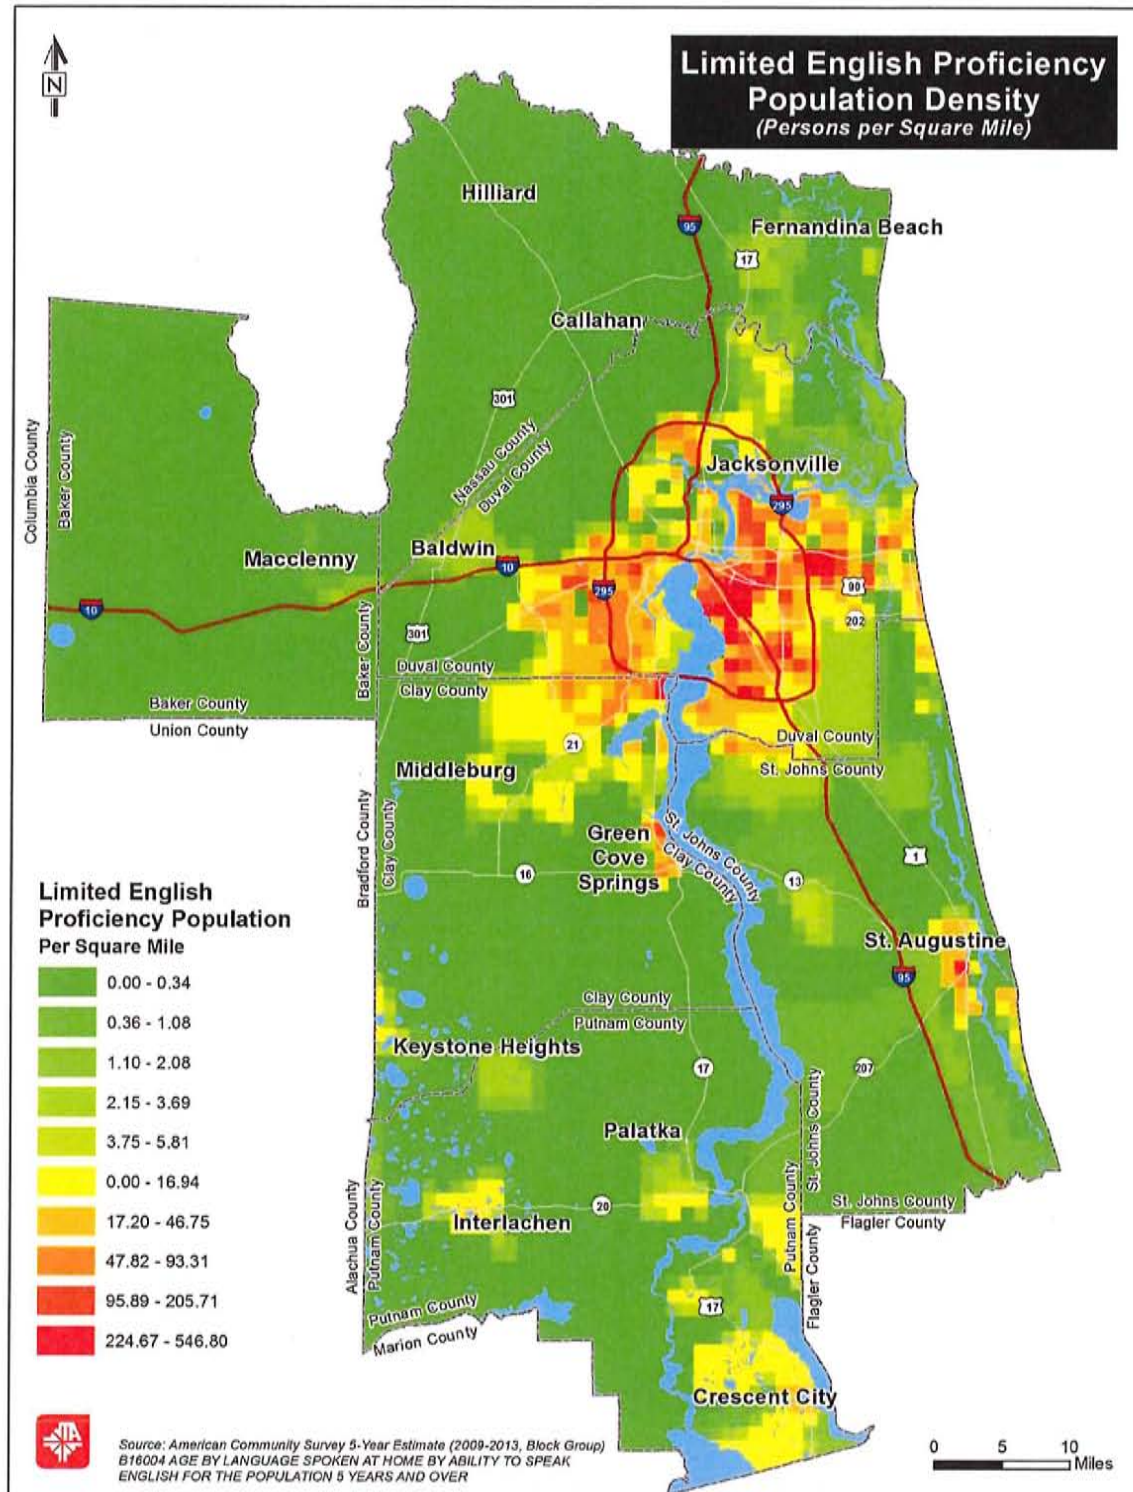 N
Limited English Proficiency
Population Density
(Persons per Square Mile)
Hilliard
95
Fernandina Beach
17
Callahan
301
Nassau County
Duval County
Columbia County
Baker County
Jacksonville
295
Macclenny
Baldwin
10
295
90
10
202
301
Baker County
Duval County
Clay County
Baker County
Union County
21
Duval County
St. Johns County
Middleburg
Bradford County
Clay County
Green
Cove
Springs
St. Johns County
Clay County
1
16
13
Limited English
Proficiency Population
Per Square Mile
0.00 - 0.34
0.36 - 1.08
1.10 - 2.08
2.15 - 3.69
3.75 - 5.81
0.00 - 16.94
17.20 - 46.75
47.82 - 93.31
95.89 - 205.71
224.67 - 546.80
St. Augustine
95
Clay County
Putnam County
Keystone Heights
17
207
Palatka
St. Johns County
Putnam County
Alachua County
Putnam County
20
Interlachen
St. Johns County
Flagler County
Flagler County
17
Putnam County
Marion County
Crescent City
JTA
Source: American Community Survey 5-Year Estimate (2009-2013, Block Group)
B16004 AGE BY LANGUAGE SPOKEN AT HOME BY ABILITY TO SPEAK
ENGLISH FOR THE POPULATION 5 YEARS AND OVER
0 5 10
Miles